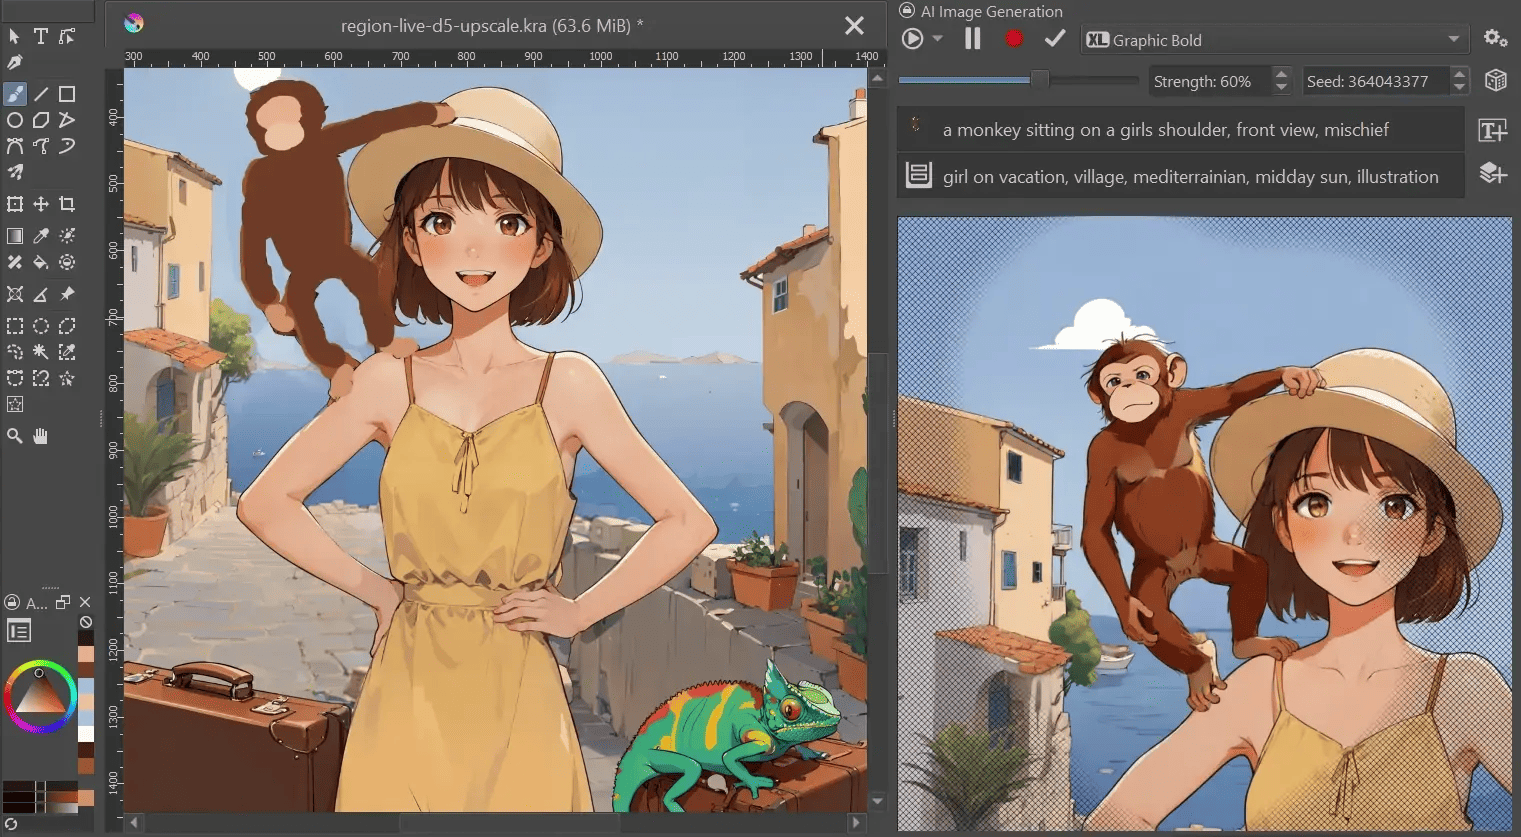 region-live-d5-upscale.kra (63.6 MiB) *
300 400 500 600 700 800 900 1000 1100 1200 1300 1400
400
500
600
700
800
900
1000
1100
1200
1300
1400
A...
AI Image Generation
XL Graphic Bold
Strength: 60% Seed: 364043377
a monkey sitting on a girls shoulder, front view, mischief
girl on vacation, village, mediterrainian, midday sun, illustration